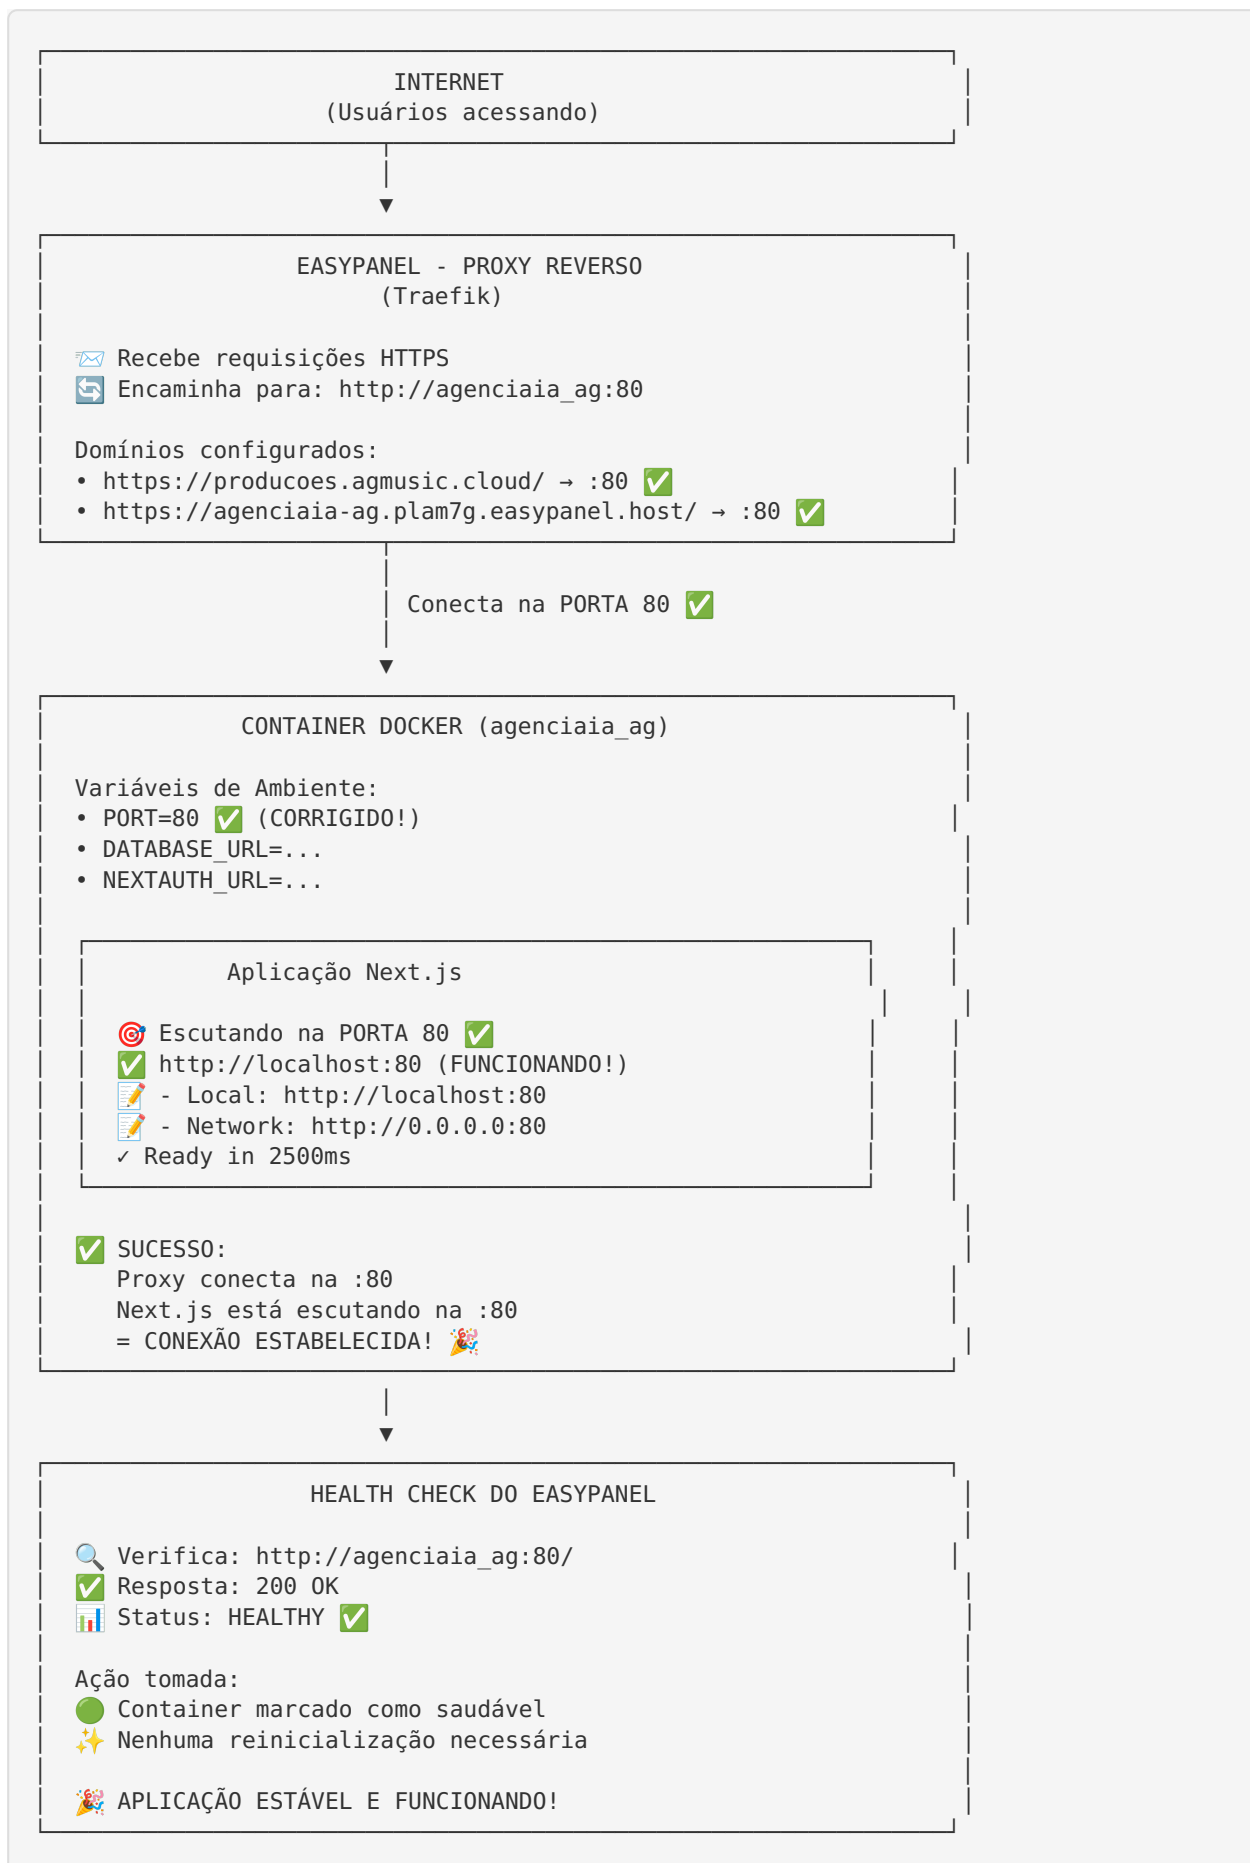 INTERNET
(Usuários acessando)
▼
EASYPANEL - PROXY REVERSO
(Traefik)
📨 Recebe requisições HTTPS
🔄 Encaminha para: http://agenciaia_ag:80
Domínios configurados:
• https://producoes.agmusic.cloud/ → :80 ✅
• https://agenciaia-ag.plam7g.easypanel.host/ → :80 ✅
Conecta na PORTA 80 ✅
▼
CONTAINER DOCKER (agenciaia_ag)
Variáveis de Ambiente:
• PORT=80 ✅ (CORRIGIDO!)
• DATABASE_URL=...
• NEXTAUTH_URL=...
Aplicação Next.js
🎯 Escutando na PORTA 80 ✅
✅ http://localhost:80 (FUNCIONANDO!)
📝 - Local: http://localhost:80
📝 - Network: http://0.0.0.0:80
✓ Ready in 2500ms
✅ SUCESSO:
Proxy conecta na :80
Next.js está escutando na :80
= CONEXÃO ESTABELECIDA! 🎉
▼
HEALTH CHECK DO EASYPANEL
🔍 Verifica: http://agenciaia_ag:80/
✅ Resposta: 200 OK
📊 Status: HEALTHY ✅
Ação tomada:
🟢 Container marcado como saudável
✨ Nenhuma reinicialização necessária
🎉 APLICAÇÃO ESTÁVEL E FUNCIONANDO!